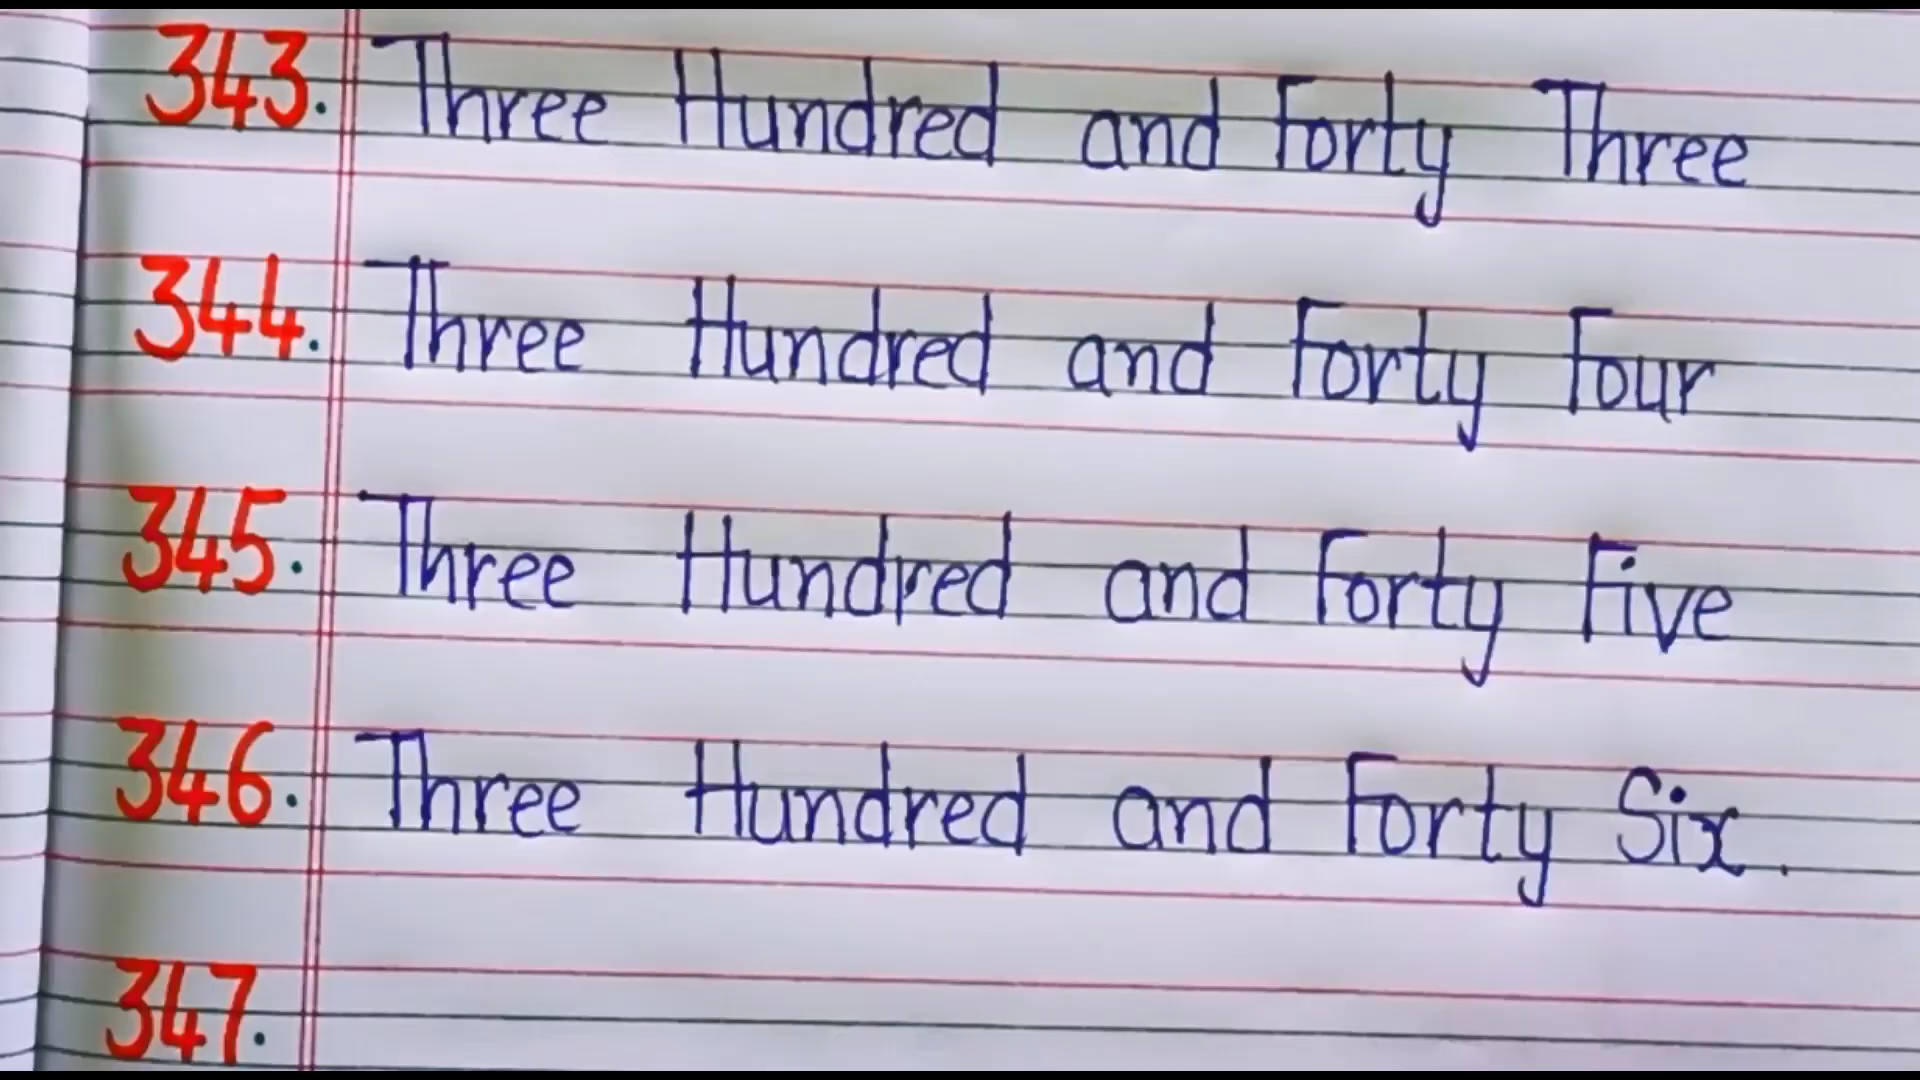 343. Three Hundred and Forty Three
344. Three Hundred and Forty Four
345. Three Hundred and Forty Five
346. Three Hundred and Forty Six.
347.